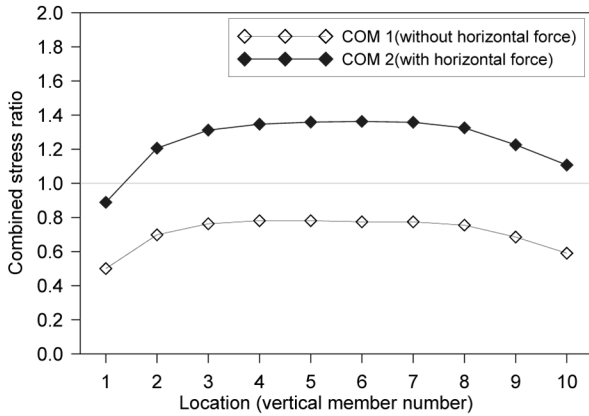 2.0
1.8
1.6
1.4
1.2
1.0
0.8
0.6
0.4
0.2
0.0
Combined stress ratio
COM 1(without horizontal force)
COM 2(with horizontal force)
1 2 3 4 5 6 7 8 9 10
Location (vertical member number)